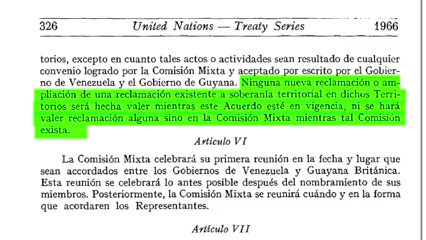 326 United Nations — Treaty Series 1966
torios, excepto en cuanto tales actos o actividades sean resultado de cualquier
convenio logrado por la Comisión Mixta y aceptado por escrito por el Gobier-
no de Venezuela y el Gobierno de Guyana. Ninguna nueva reclamación o am-
pliación de una reclamación existente a soberanía territorial en dichos Terri-
torios será hecha valer mientras este Acuerdo esté en vigencia, ni se hará
valer reclamación alguna sino en la Comisión Mixta mientras tal Comisión
exista.
Artículo VI
La Comisión Mixta celebrará su primera reunión en la fecha y lugar que
sean acordados entre los Gobiernos de Venezuela y Guayana Británica.
Esta reunión se celebrará lo antes posible después del nombramiento de sus
miembros. Posteriormente, la Comisión Mixta se reunirá cuándo y en la forma
que acordaren los Representantes.
Artículo VII